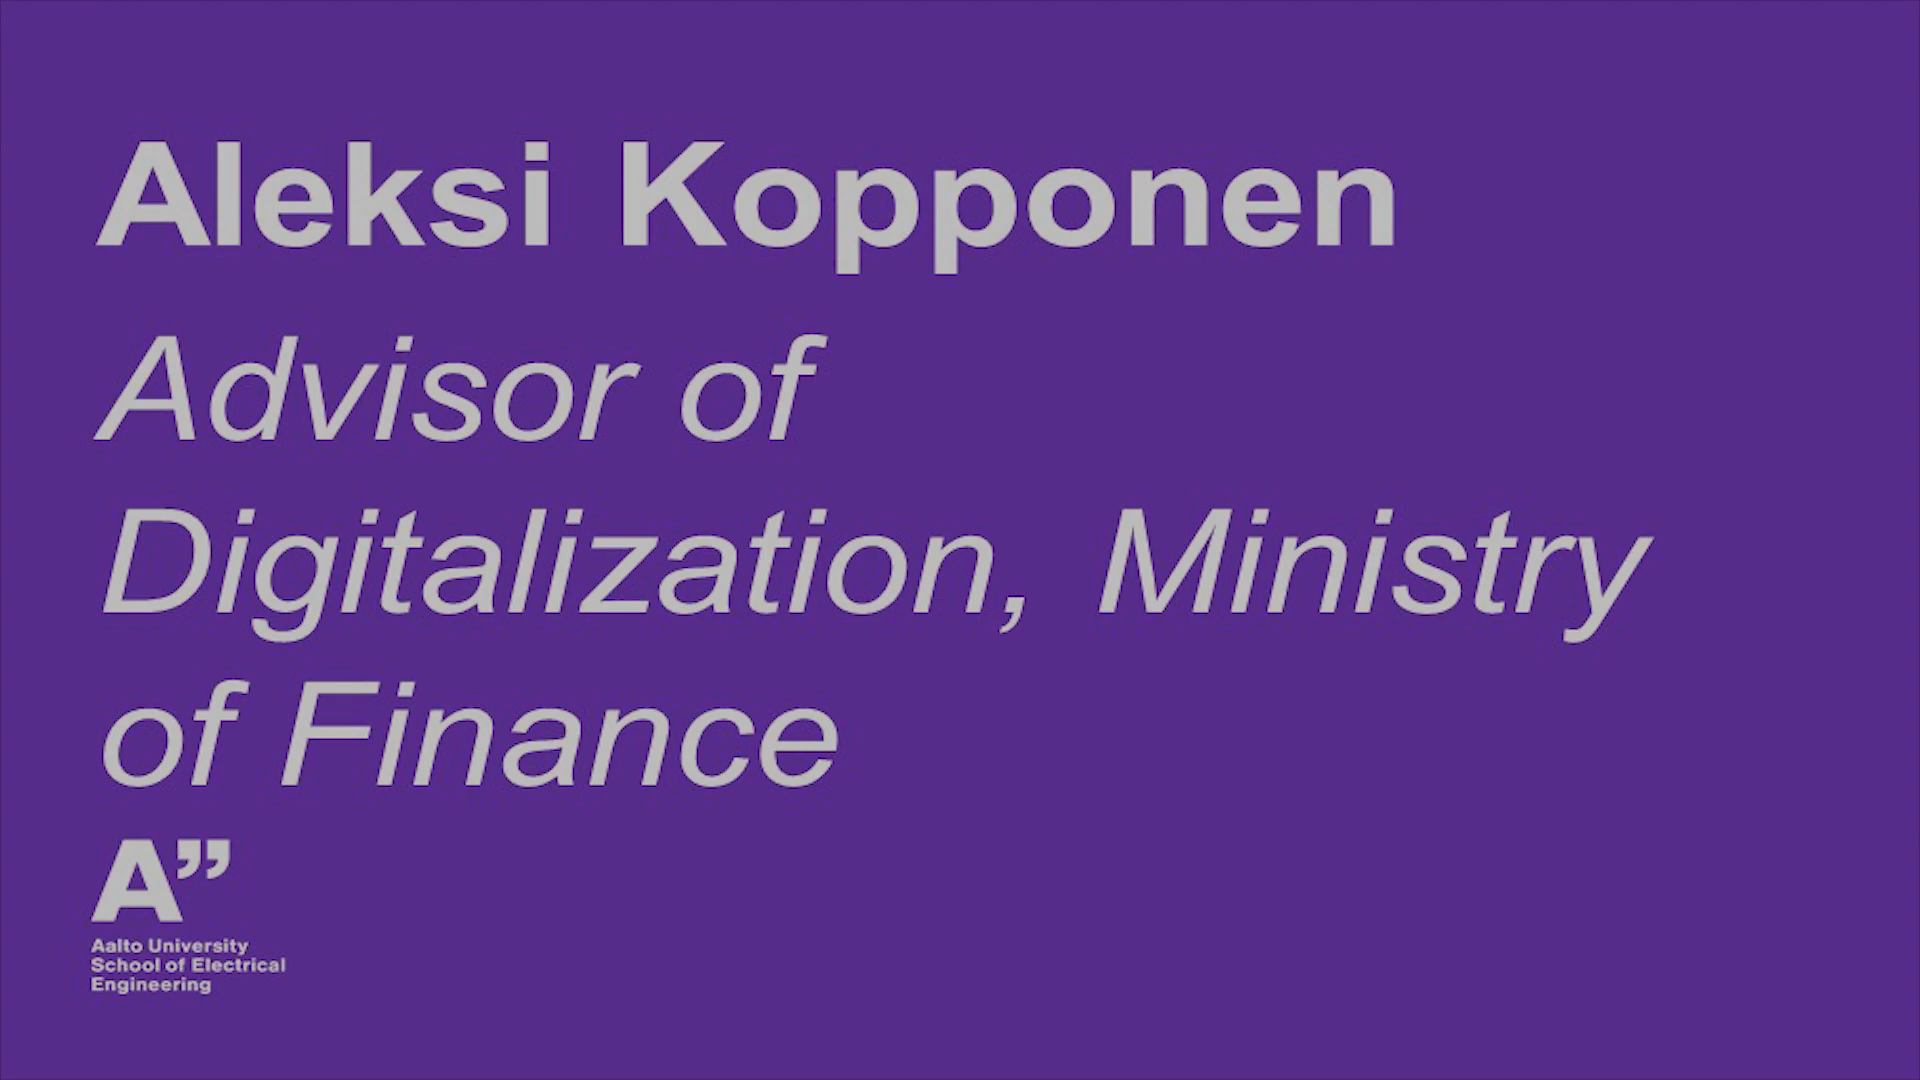 Aleksi Kopponen
Advisor of
Digitalization, Ministry
of Finance
A”
Aalto University
School of Electrical
Engineering